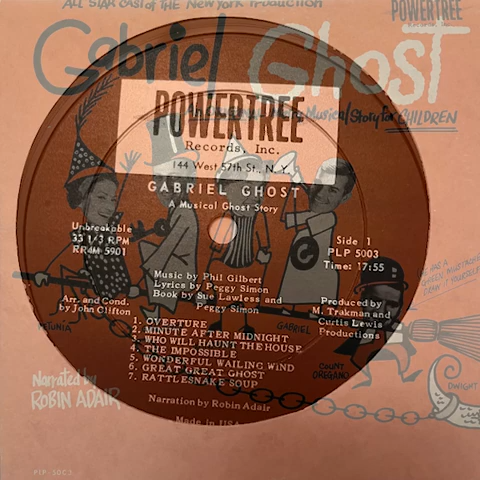 ALL STAR CAST of THE NEW YORK PRODUCTION
POWERTREE
Gabriel Ghost
Musical Story for CHILDREN
POWERTREE
Records, Inc.
144 West 57th St., N. Y.
GABRIEL GHOST
A Musical Ghost Story
Unbreakable
33 1/3 RPM
RR4M 5901
Side 1
PLP 5003
Time: 17:55
Music by Phil Gilbert
Lyrics by Peggy Simon
Book by Sue Lawless and
Peggy Simon
Arr. and Cond.
by John Clifton
Produced by
M. Trakman and
Curtis Lewis
Productions
1. OVERTURE
2. MINUTE AFTER MIDNIGHT
3. WHO WILL HAUNT THE HOUSE
4. THE IMPOSSIBLE
5. WONDERFUL WAILING WIND
6. GREAT GREAT GHOST
7. RATTLESNAKE SOUP
Narration by Robin Adair
Made in USA
PETUNIA
GABRIEL
COUNT
OREGANO
DWIGHT
Narrated by
ROBIN ADAIR
PLP-5003